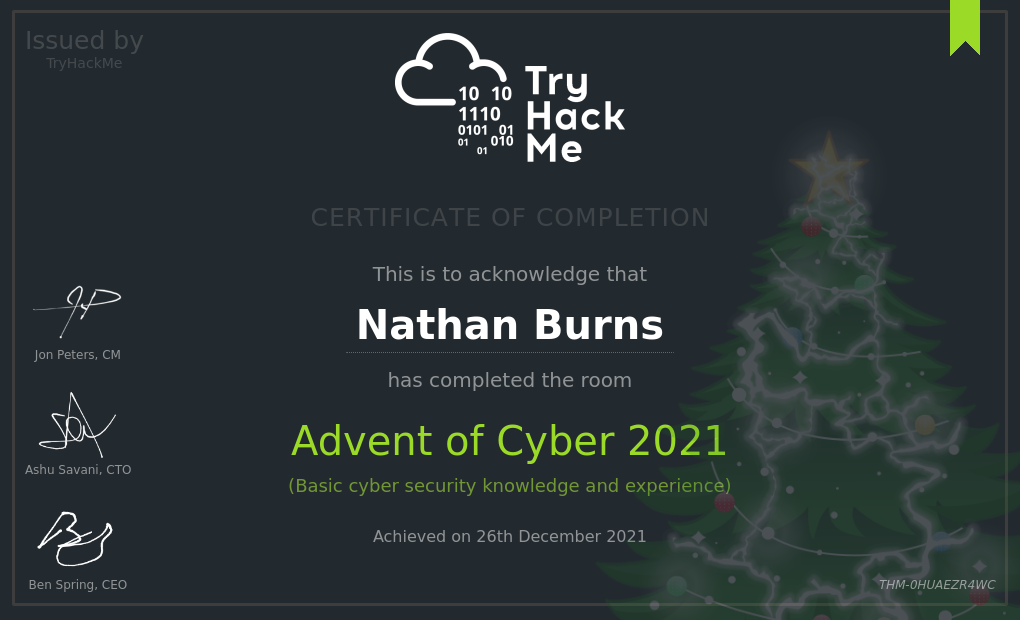 Issued by
TryHackMe
10 10
1110
0101 01
01 010
01
Try
Hack
Me
CERTIFICATE OF COMPLETION
This is to acknowledge that
Nathan Burns
has completed the room
Advent of Cyber 2021
(Basic cyber security knowledge and experience)
Achieved on 26th December 2021
Jon Peters, CM
Ashu Savani, CTO
Ben Spring, CEO
THM-0HUAEZR4WC